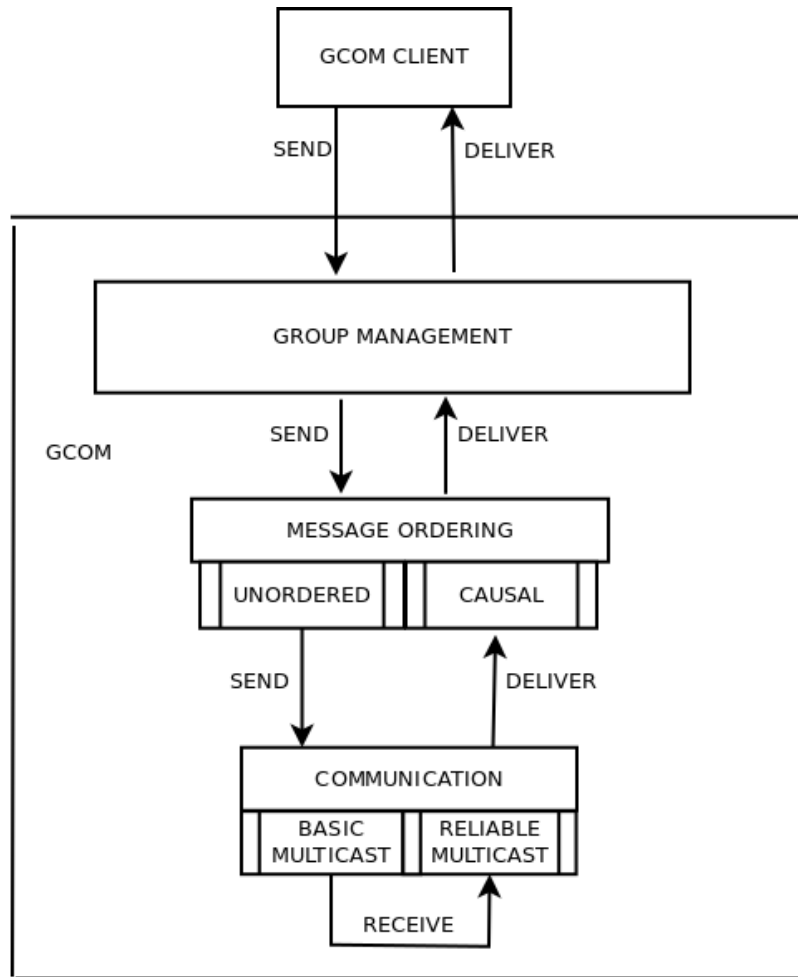 GCOM CLIENT
SEND
DELIVER
GROUP MANAGEMENT
SEND
DELIVER
GCOM
MESSAGE ORDERING
UNORDERED
CAUSAL
SEND
DELIVER
COMMUNICATION
BASIC
MULTICAST
RELIABLE
MULTICAST
RECEIVE